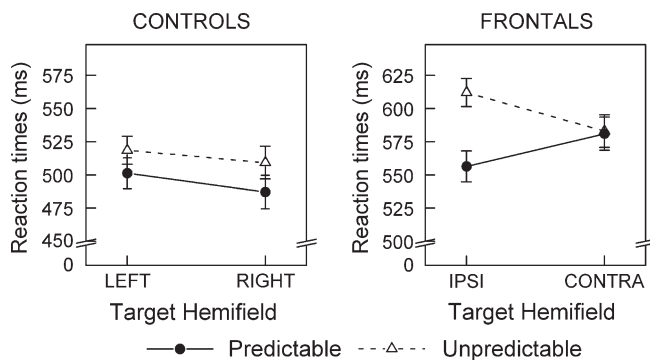 CONTROLS
FRONTALS
Reaction times (ms)
575
550
525
500
475
450
0
LEFT
RIGHT
Target Hemifield
Reaction times (ms)
625
600
575
550
525
500
0
IPSI
CONTRA
Target Hemifield
Predictable
Unpredictable